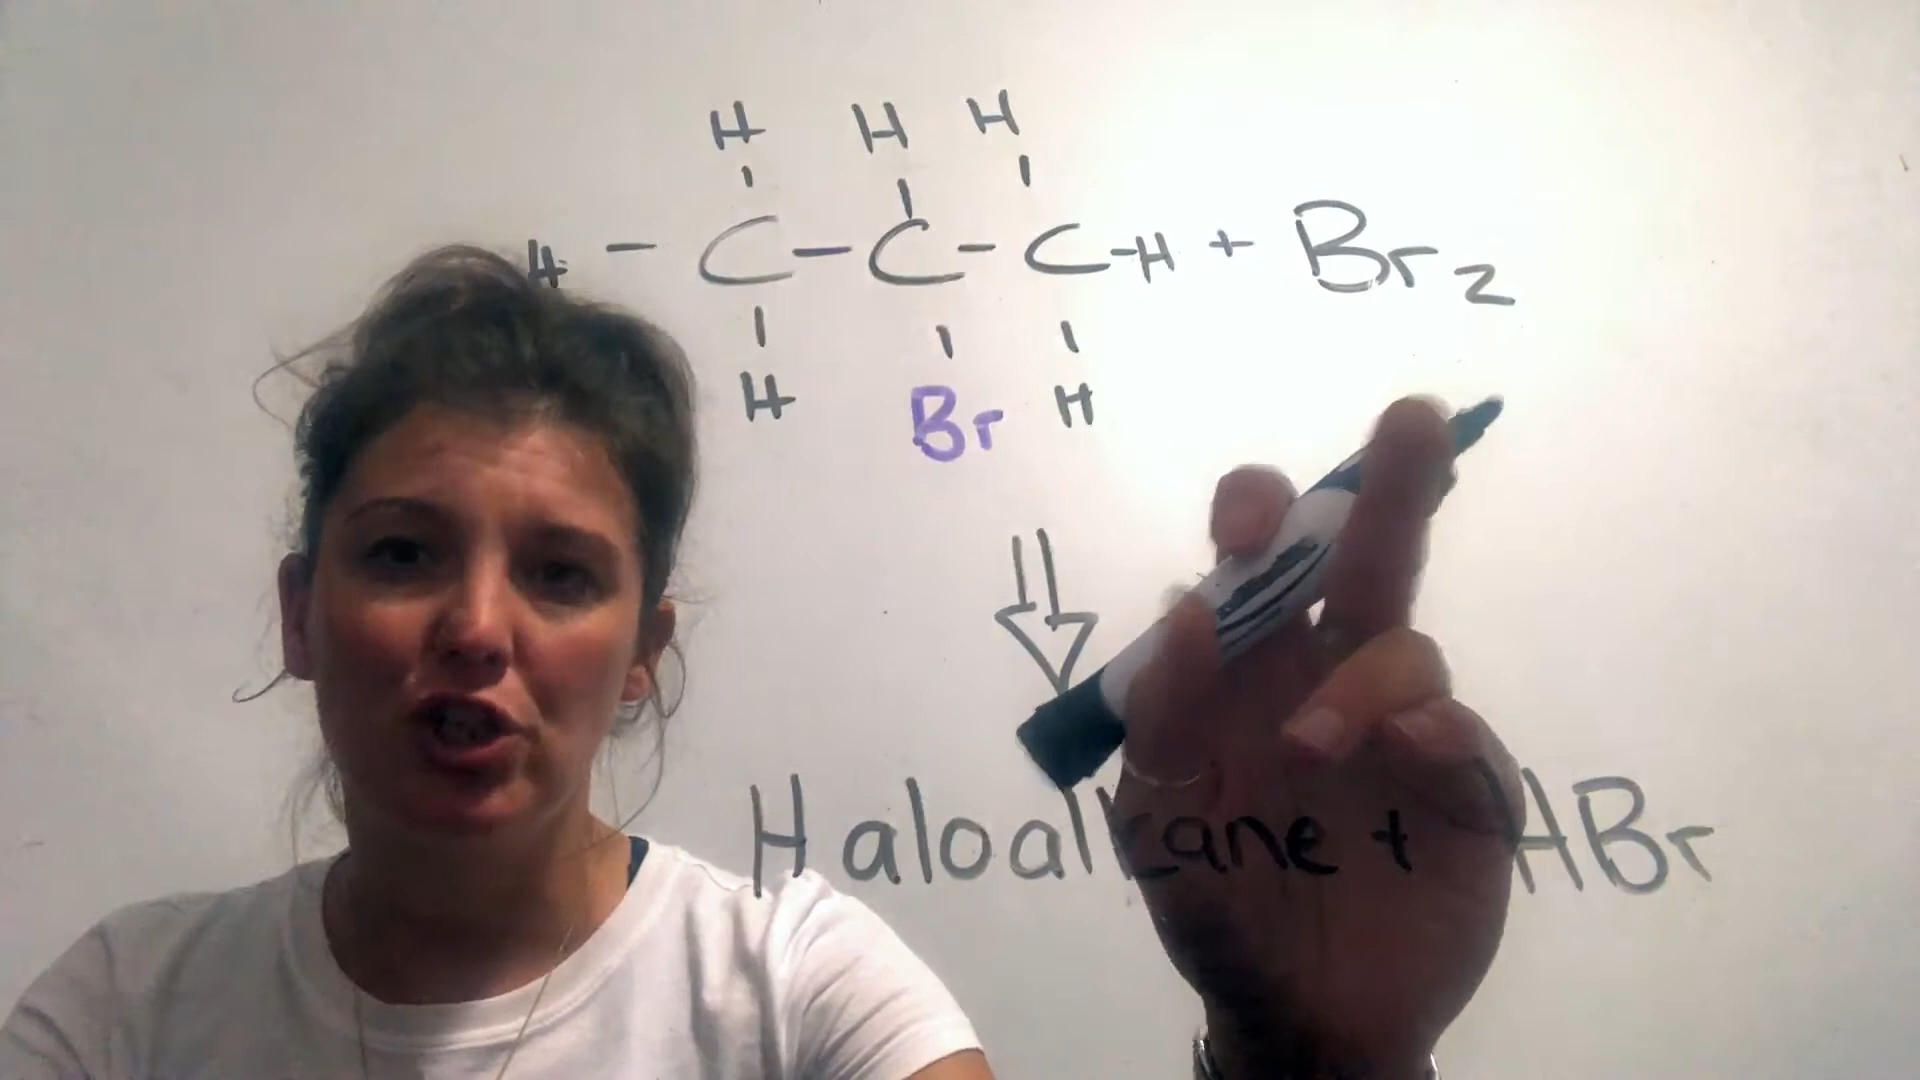 H H H
H - C - C - C - H + Br2
H Br H
Haloalkane + HBr